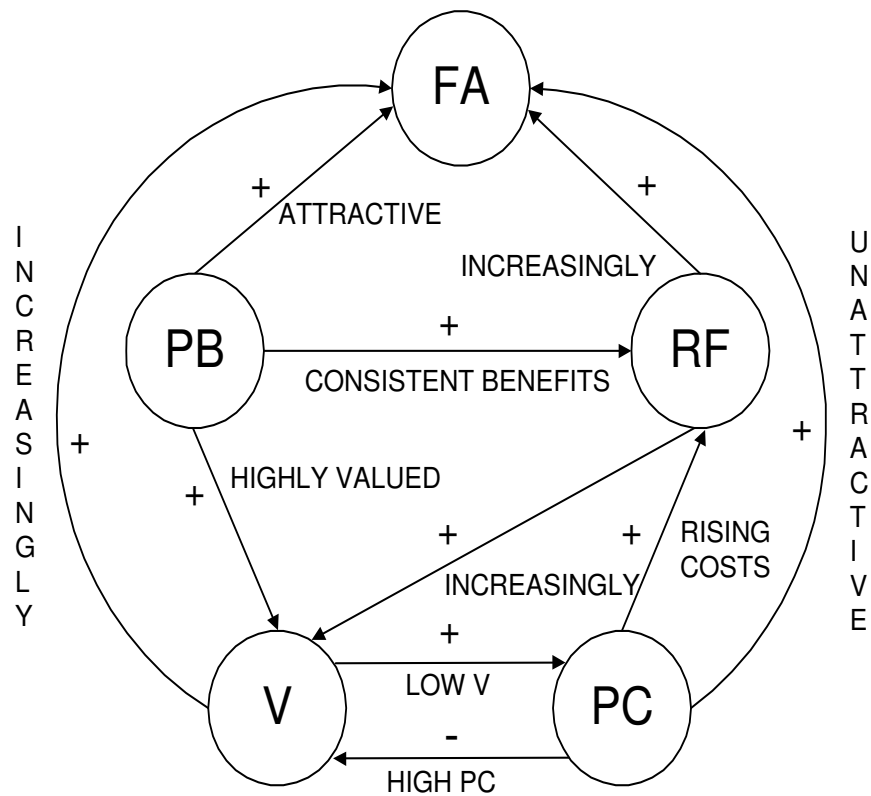 FA
+
+
ATTRACTIVE
INCREASINGLY
INCREASINGLY
UNATTRACTIVE
PB
+
RF
CONSISTENT BENEFITS
+
+
HIGHLY VALUED
+
+
+
RISING
COSTS
INCREASINGLY
+
V
LOW V
PC
-
HIGH PC